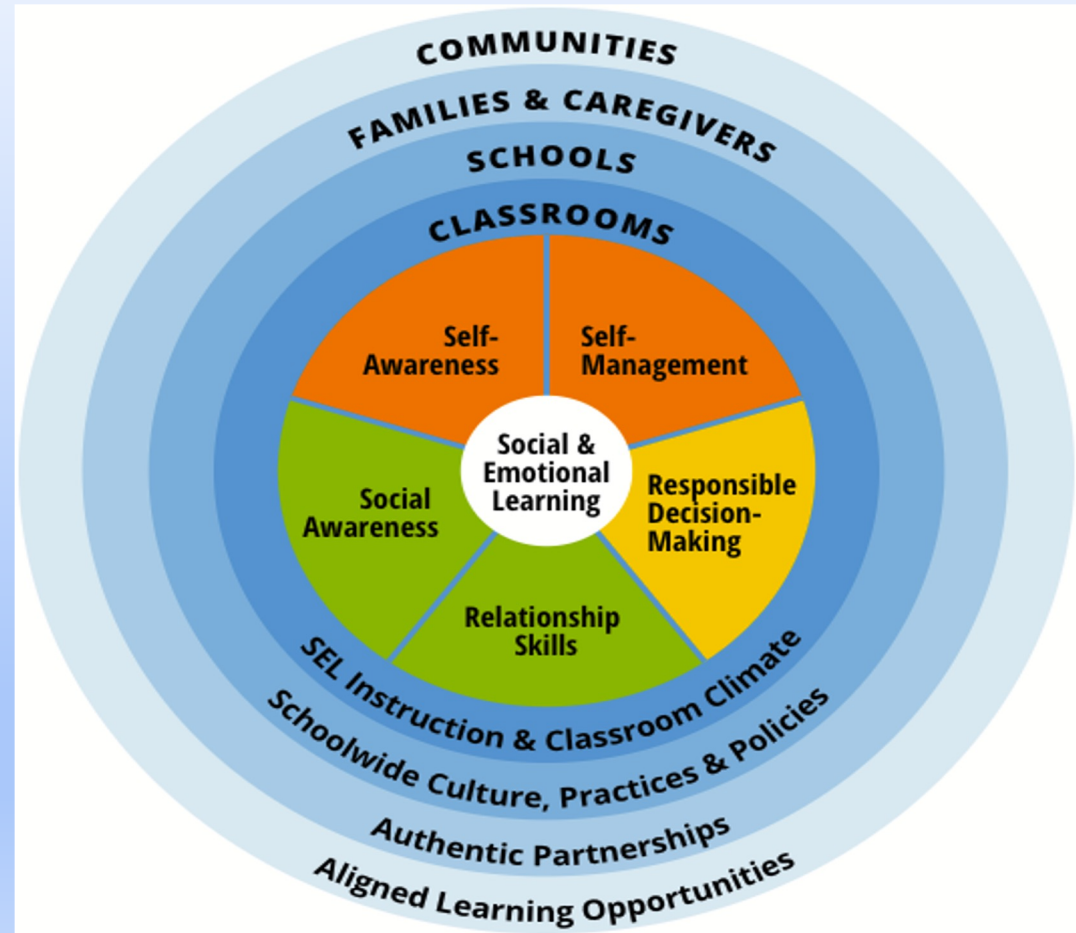 COMMUNITIES
FAMILIES & CAREGIVERS
SCHOOLS
CLASSROOMS
Self-
Awareness
Self-
Management
Social &
Emotional
Learning
Social
Awareness
Responsible
Decision-
Making
Relationship
Skills
SEL Instruction & Classroom Climate
Schoolwide Culture, Practices & Policies
Authentic Partnerships
Aligned Learning Opportunities